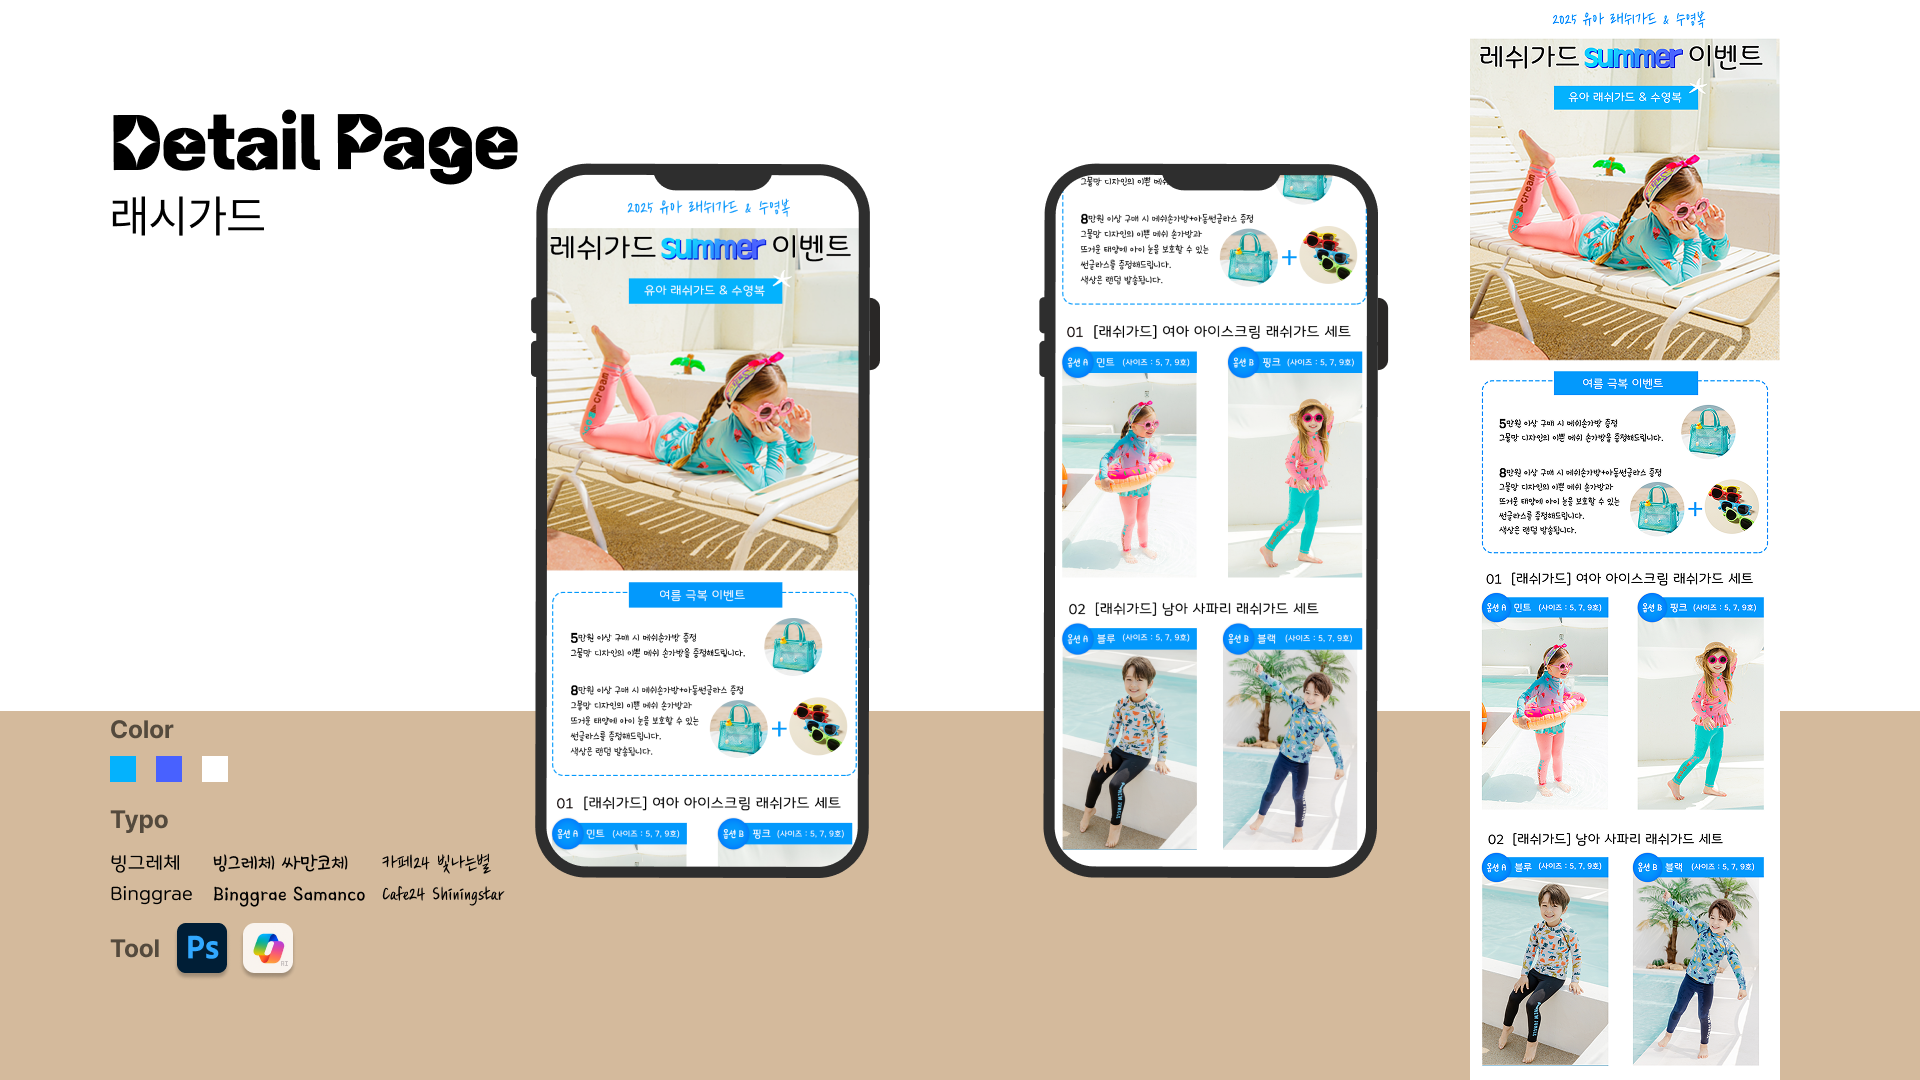 Detail Page
래시가드
Color
Typo
빙그레체
빙그레체 싸만코체
카페24 빛나는별
Binggrae
Binggrae Samanco
Cafe24 Shiningstar
Tool
Ps
2025 유아 래쉬가드 & 수영복
레쉬가드 summer 이벤트
유아 래쉬가드 & 수영복
여름 극복 이벤트
5만원 이상 구매 시 메쉬손가방 증정
그물망 디자인의 이쁜 메쉬 손가방을 증정해드립니다.
8만원 이상 구매 시 메쉬손가방+아동썬글라스 증정
그물망 디자인의 이쁜 메쉬 손가방과
뜨거운 태양에 아이 눈을 보호할 수 있는
썬글라스를 증정해드립니다.
색상은 랜덤 발송됩니다.
+
01 [래쉬가드] 여아 아이스크림 래쉬가드 세트
옵션 A 민트 (사이즈 : 5, 7, 9호)
옵션 B 핑크 (사이즈 : 5, 7, 9호)
그물망 디자인의 이쁜 메쉬
8만원 이상 구매 시 메쉬손가방+아동썬글라스 증정
그물망 디자인의 이쁜 메쉬 손가방과
뜨거운 태양에 아이 눈을 보호할 수 있는
썬글라스를 증정해드립니다.
색상은 랜덤 발송됩니다.
+
01 [래쉬가드] 여아 아이스크림 래쉬가드 세트
옵션 A 민트 (사이즈 : 5, 7, 9호)
옵션 B 핑크 (사이즈 : 5, 7, 9호)
02 [래쉬가드] 남아 사파리 래쉬가드 세트
옵션 A 블루 (사이즈 : 5, 7, 9호)
옵션 B 블랙 (사이즈 : 5, 7, 9호)
2025 유아 래쉬가드 & 수영복
레쉬가드 summer 이벤트
유아 래쉬가드 & 수영복
여름 극복 이벤트
5만원 이상 구매 시 메쉬손가방 증정
그물망 디자인의 이쁜 메쉬 손가방을 증정해드립니다.
8만원 이상 구매 시 메쉬손가방+아동썬글라스 증정
그물망 디자인의 이쁜 메쉬 손가방과
뜨거운 태양에 아이 눈을 보호할 수 있는
썬글라스를 증정해드립니다.
색상은 랜덤 발송됩니다.
+
01 [래쉬가드] 여아 아이스크림 래쉬가드 세트
옵션 A 민트 (사이즈 : 5, 7, 9호)
옵션 B 핑크 (사이즈 : 5, 7, 9호)
02 [래쉬가드] 남아 사파리 래쉬가드 세트
옵션 A 블루 (사이즈 : 5, 7, 9호)
옵션 B 블랙 (사이즈 : 5, 7, 9호)